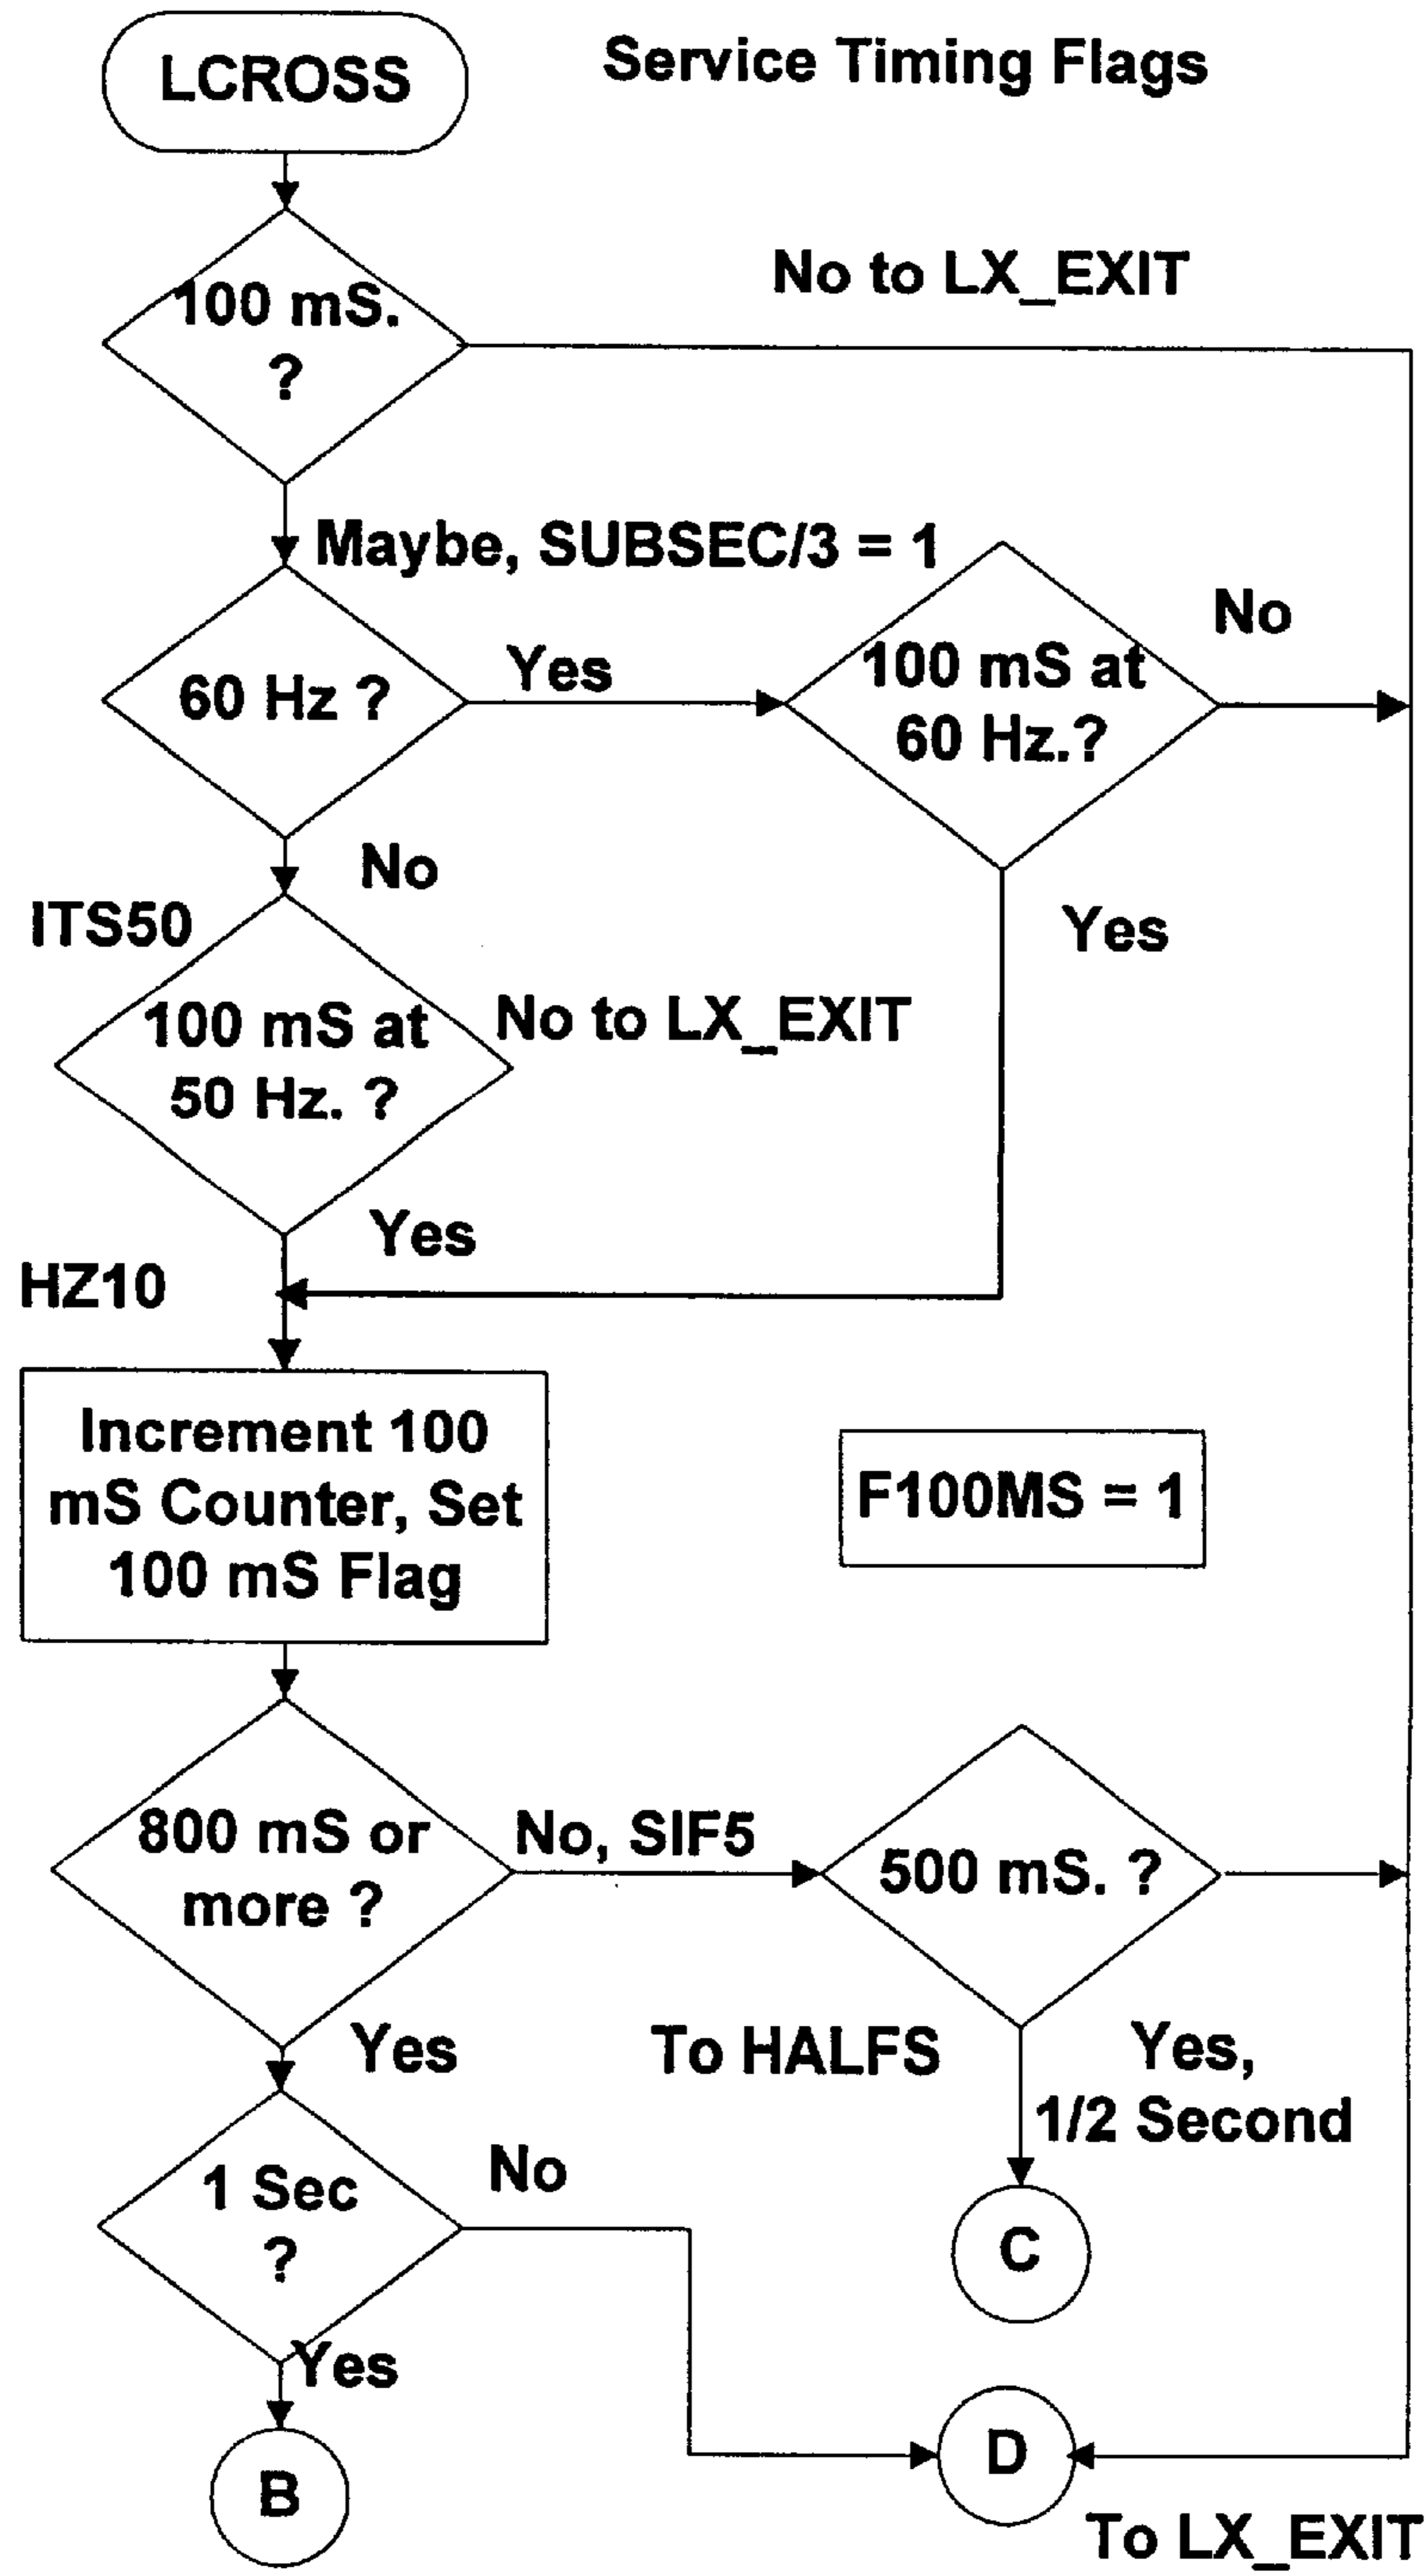 LCROSS
Service Timing Flags
100 mS.
?
No to LX_EXIT
Maybe, SUBSEC/3 = 1
60 Hz ?
Yes
100 mS at
60 Hz.?
No
No
Yes
ITS50
100 mS at
50 Hz. ?
No to LX_EXIT
Yes
HZ10
Increment 100
mS Counter, Set
100 mS Flag
F100MS = 1
800 mS or
more ?
No, SIF5
500 mS. ?
Yes
To HALFS
Yes,
1/2 Second
1 Sec
?
No
C
Yes
B
D
To LX_EXIT